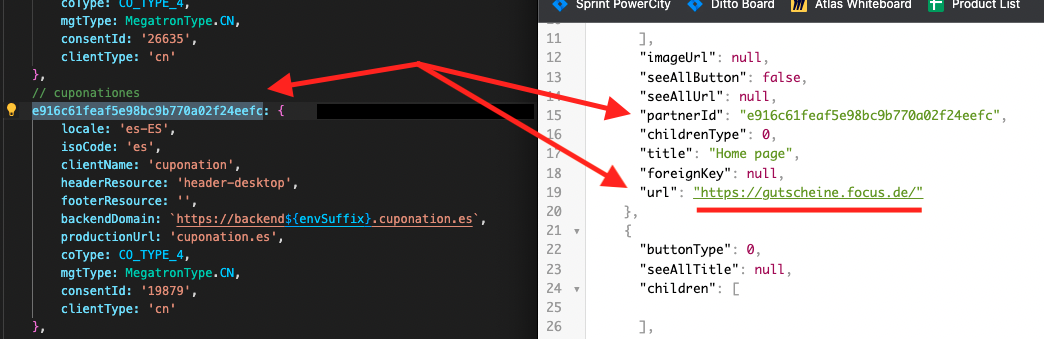 coType: CO_TYPE_4,
mgtType: MegatronType.CN,
consentId: '26635',
clientType: 'cn'
},
// cuponationes
e916c61feaf5e98bc9b770a02f24eefc: {
locale: 'es-ES',
isoCode: 'es',
clientName: 'cuponation',
headerResource: 'header-desktop',
footerResource: '',
backendDomain: `https://backend${envSuffix}.cuponation.es`,
productionUrl: 'cuponation.es',
coType: CO_TYPE_4,
mgtType: MegatronType.CN,
consentId: '19879',
clientType: 'cn'
},
Sprint PowerCity Ditto Board Atlas Whiteboard Product List
11 ],
12 "imageUrl": null,
13 "seeAllButton": false,
14 "seeAllUrl": null,
15 "partnerId": "e916c61feaf5e98bc9b770a02f24eefc",
16 "childrenType": 0,
17 "title": "Home page",
18 "foreignKey": null,
19 "url": "https://gutscheine.focus.de/"
20 },
21 {
22 "buttonType": 0,
23 "seeAllTitle": null,
24 "children": [
25
26 ],